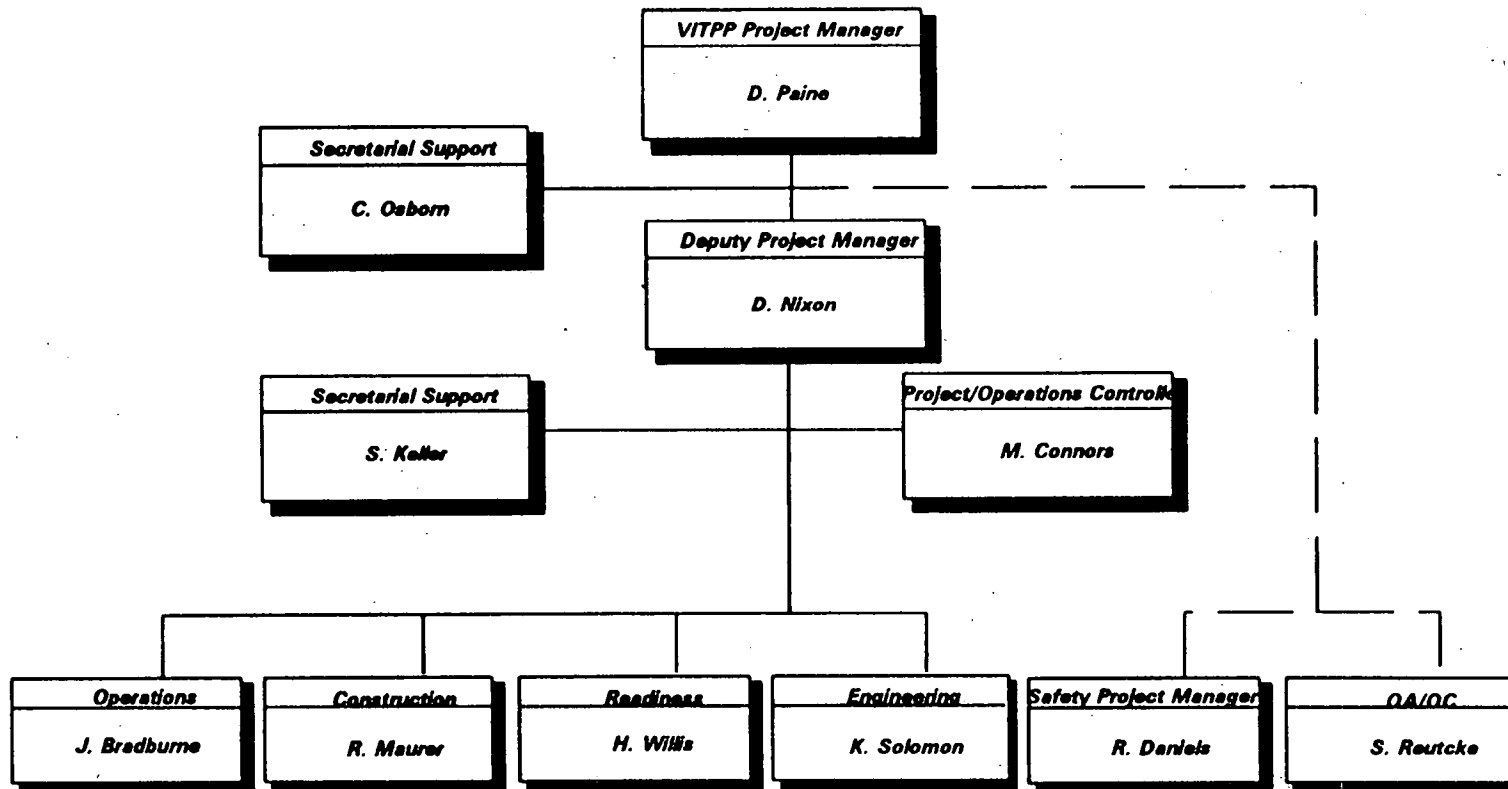 VITPP Project Manager
D. Paine
Secretarial Support
C. Osborn
Deputy Project Manager
D. Nixon
Secretarial Support
S. Keller
Project/Operations Controlle
M. Connors
Operations
J. Bradburne
Construction
R. Maurer
Readiness
H. Willis
Engineering
K. Solomon
Safety Project Manager
R. Daniels
QA/QC
S. Reutcke